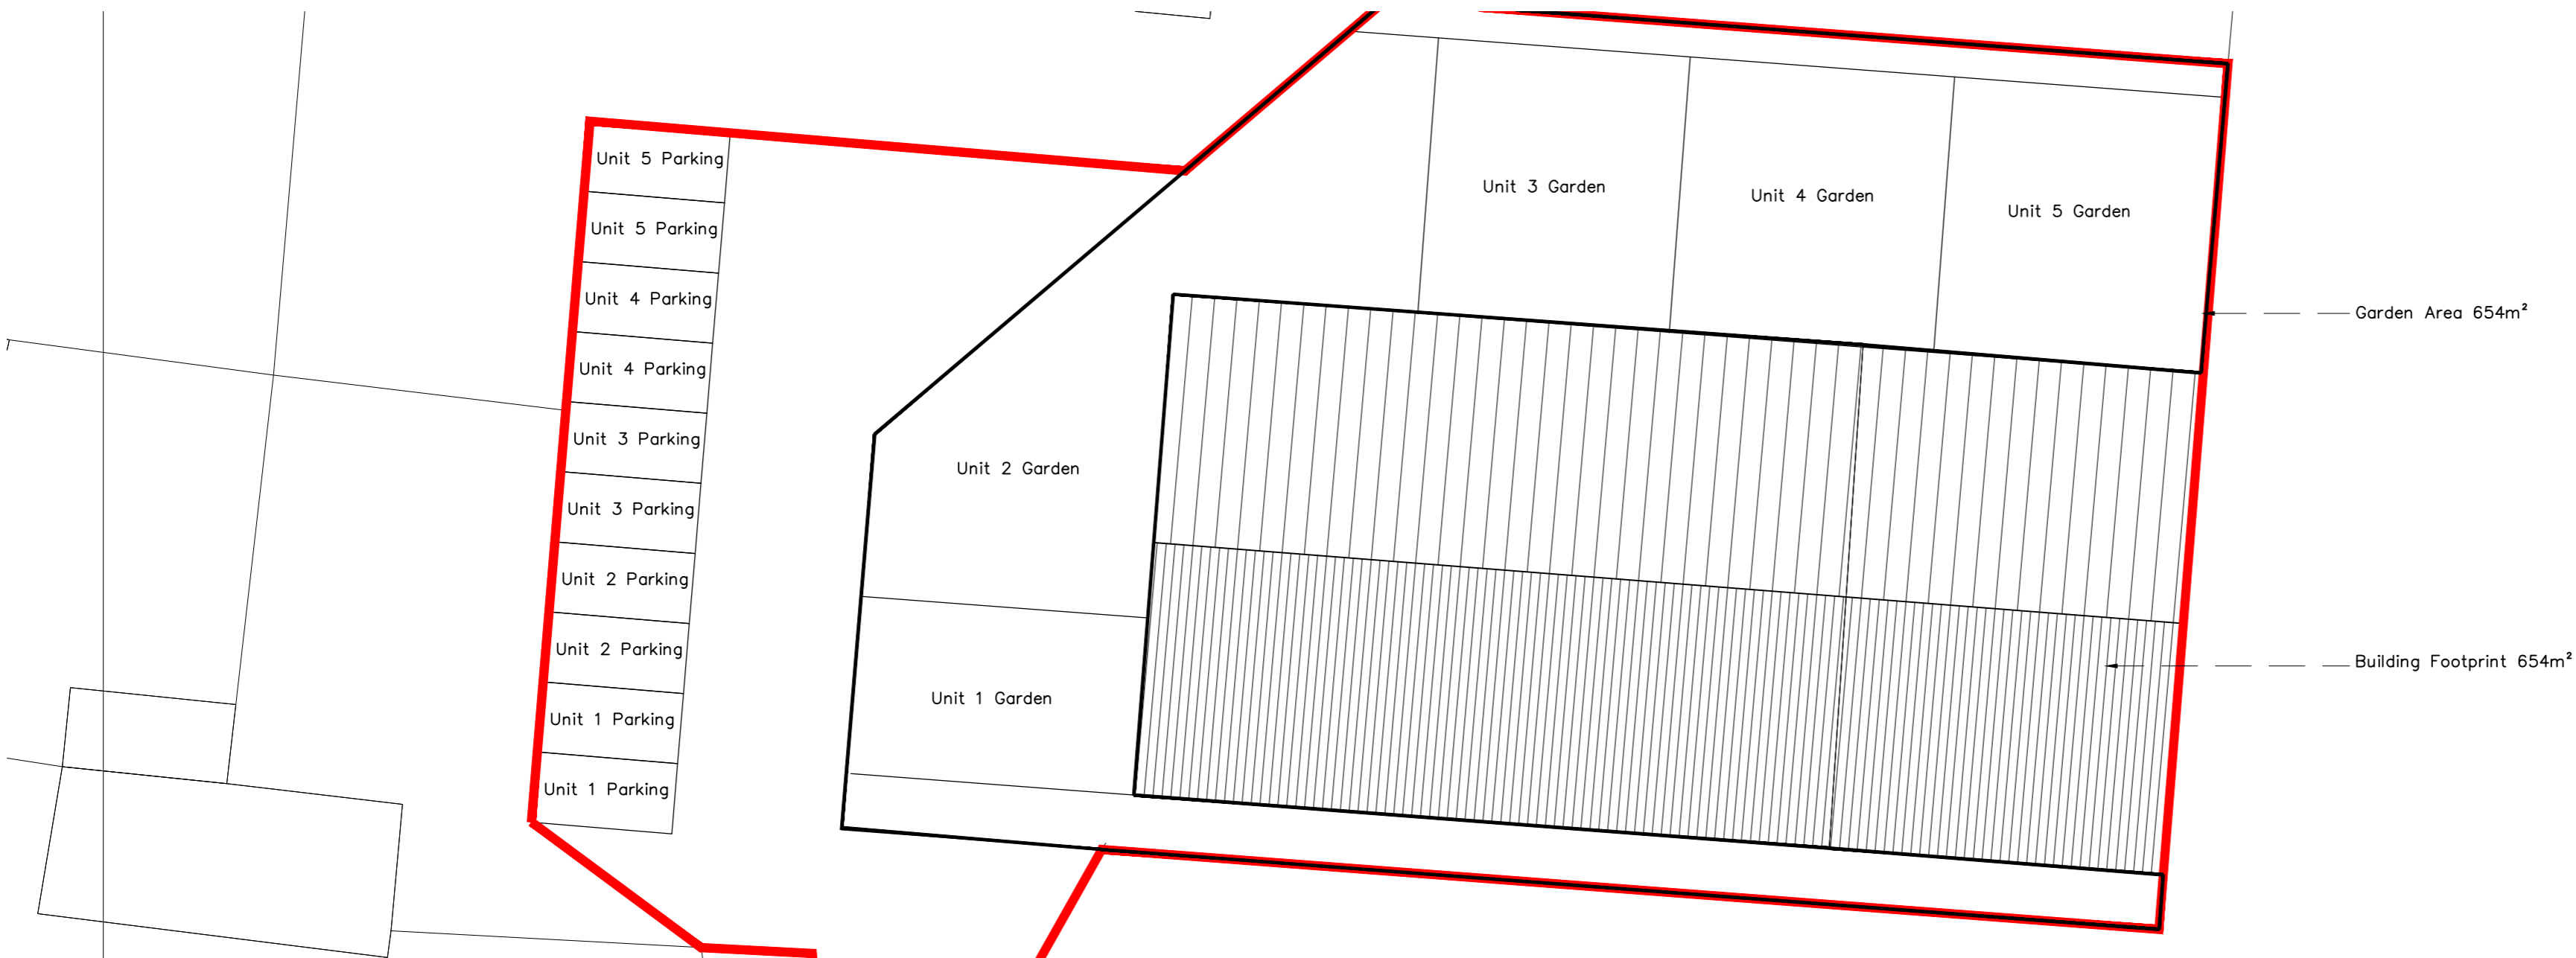 Unit 5 Parking
Unit 5 Parking
Unit 4 Parking
Unit 4 Parking
Unit 3 Parking
Unit 3 Parking
Unit 2 Parking
Unit 2 Parking
Unit 1 Parking
Unit 1 Parking
Unit 3 Garden
Unit 4 Garden
Unit 5 Garden
Unit 2 Garden
Unit 1 Garden
Garden Area 654m²
Building Footprint 654m²